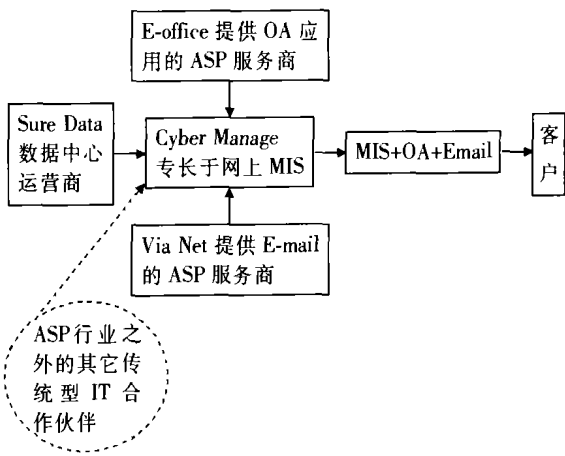 E-office 提供 OA 应
用的 ASP 服务商
Sure Data
数据中心
运营商
Cyber Manage
专长于网上 MIS
MIS+OA+Email
客
户
Via Net 提供 E-mail
的 ASP 服务商
ASP行业之
外的其它传
统型 IT 合
作伙伴